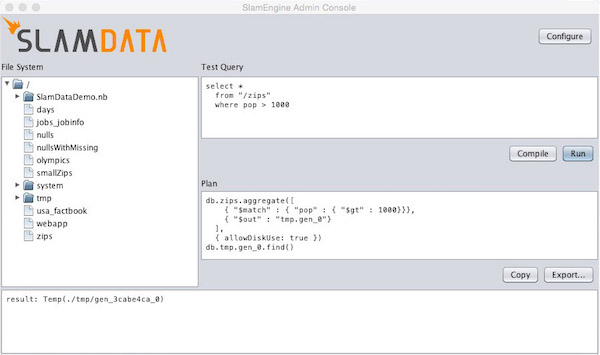 SlamEngine Admin Console
SLAMDATA
Configure
File System
/
SlamDataDemo.nb
days
jobs_jobinfo
nulls
nullsWithMissing
olympics
smallZips
system
tmp
usa_factbook
webapp
zips
Test Query
select *
from "/zips"
where pop > 1000
Compile
Run
Plan
db.zips.aggregate([
{ "$match" : { "pop" : { "$gt" : 1000}}},
{ "$out" : "tmp.gen_0"}
],
{ allowDiskUse: true })
db.tmp.gen_0.find()
Copy
Export...
result: Temp(./tmp/gen_3cabe4ca_0)